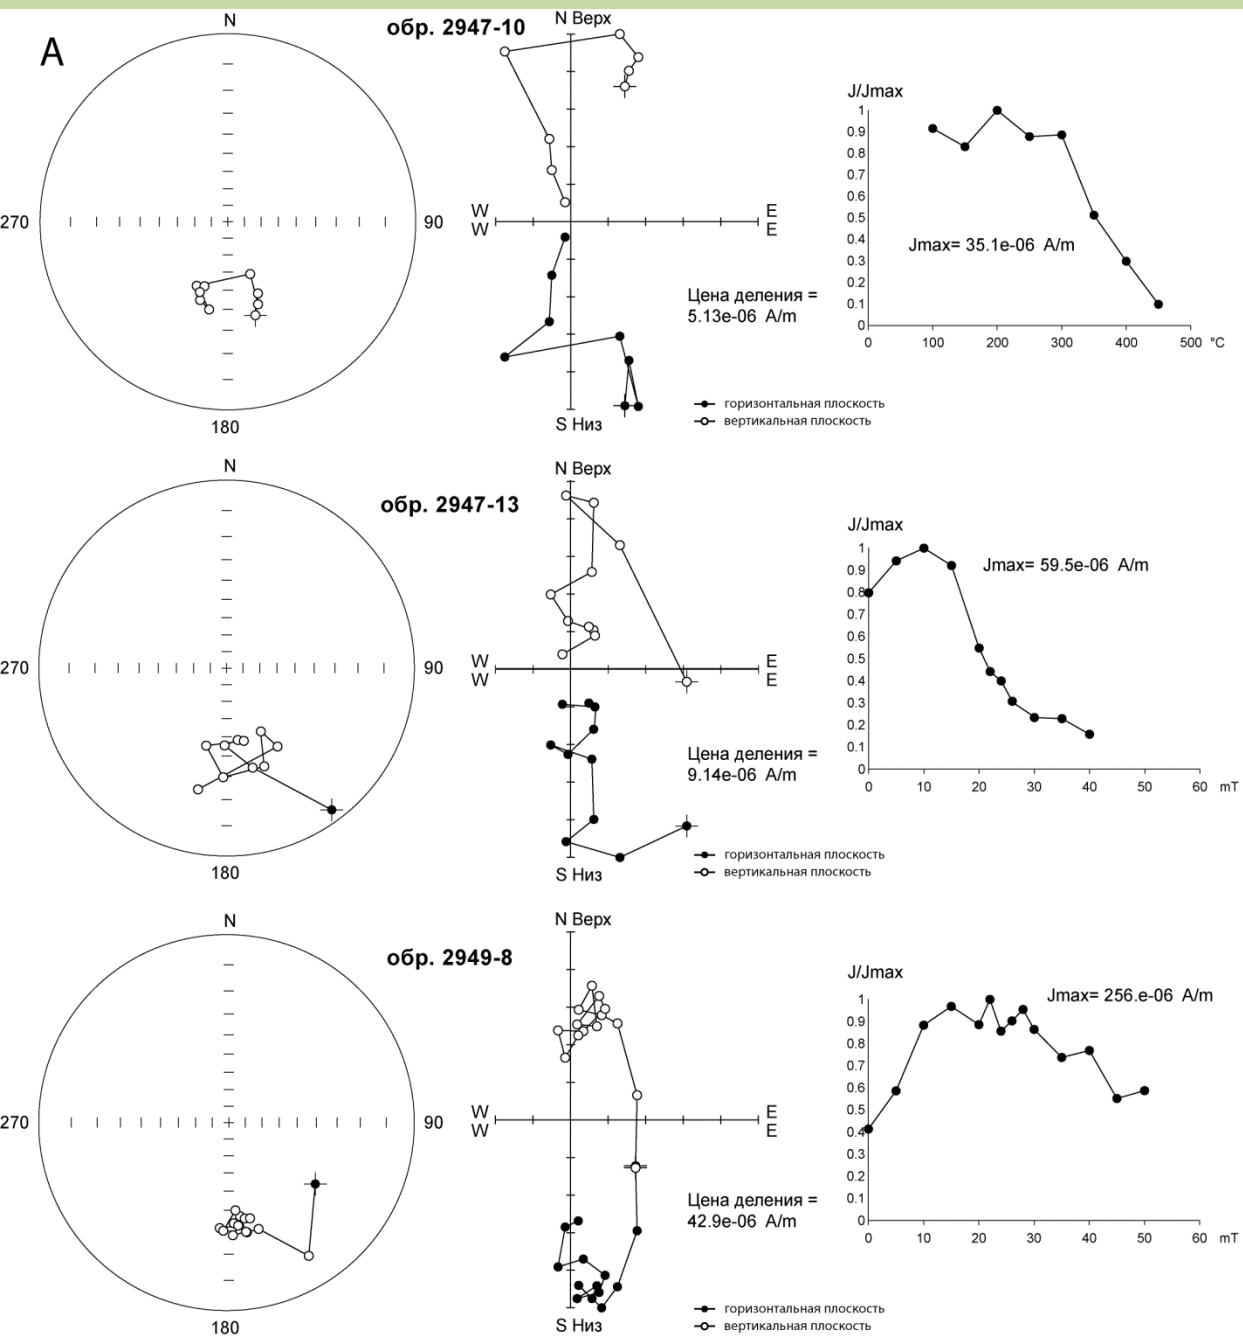 A
N
270
90
180
обр. 2947-10
N Верх
W
W
E
E
S Низ
Цена деления =
5.13e-06 A/m
горизонтальная плоскость
вертикальная плоскость
J/Jmax
1
0.9
0.8
0.7
0.6
0.5
0.4
0.3
0.2
0.1
0
Jmax= 35.1e-06 A/m
0 100 200 300 400 500 °C
N
270
90
180
обр. 2947-13
N Верх
W
W
E
E
S Низ
Цена деления =
9.14e-06 A/m
горизонтальная плоскость
вертикальная плоскость
J/Jmax
1
0.9
0.8
0.7
0.6
0.5
0.4
0.3
0.2
0.1
0
Jmax= 59.5e-06 A/m
0 10 20 30 40 50 60 mT
N
270
90
180
обр. 2949-8
N Верх
W
W
E
E
S Низ
Цена деления =
42.9e-06 A/m
горизонтальная плоскость
вертикальная плоскость
J/Jmax
1
0.9
0.8
0.7
0.6
0.5
0.4
0.3
0.2
0.1
0
Jmax= 256.e-06 A/m
0 10 20 30 40 50 60 mT